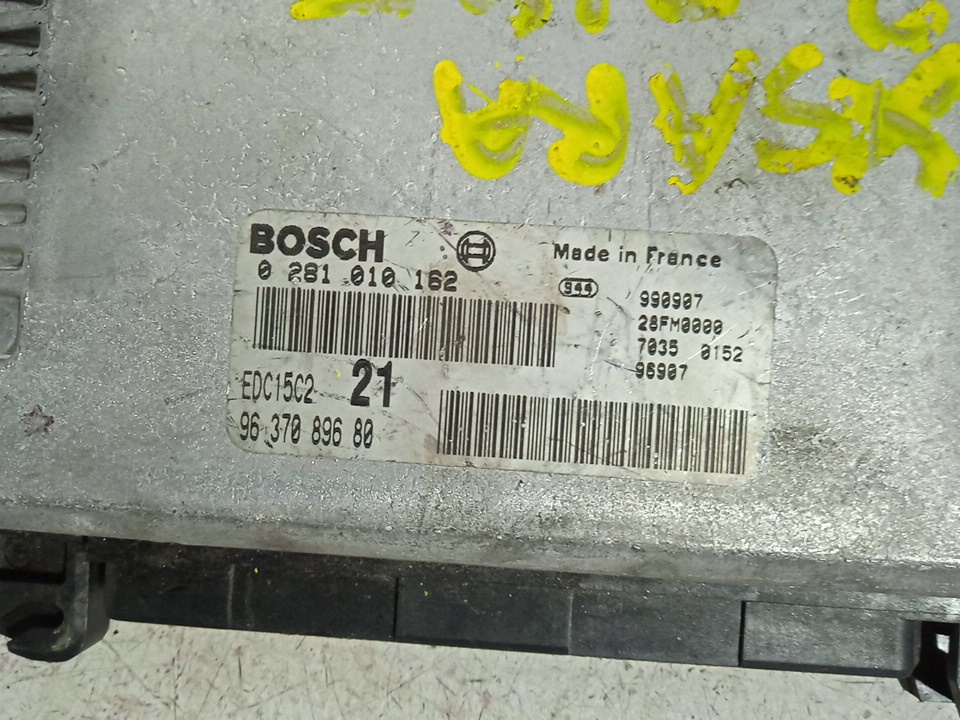 XSARA
BOSCH
0 281 010 162
EDC15C2 21
96 370 896 80
Made in France
944
990907
28FM0000
7035 0152
96907